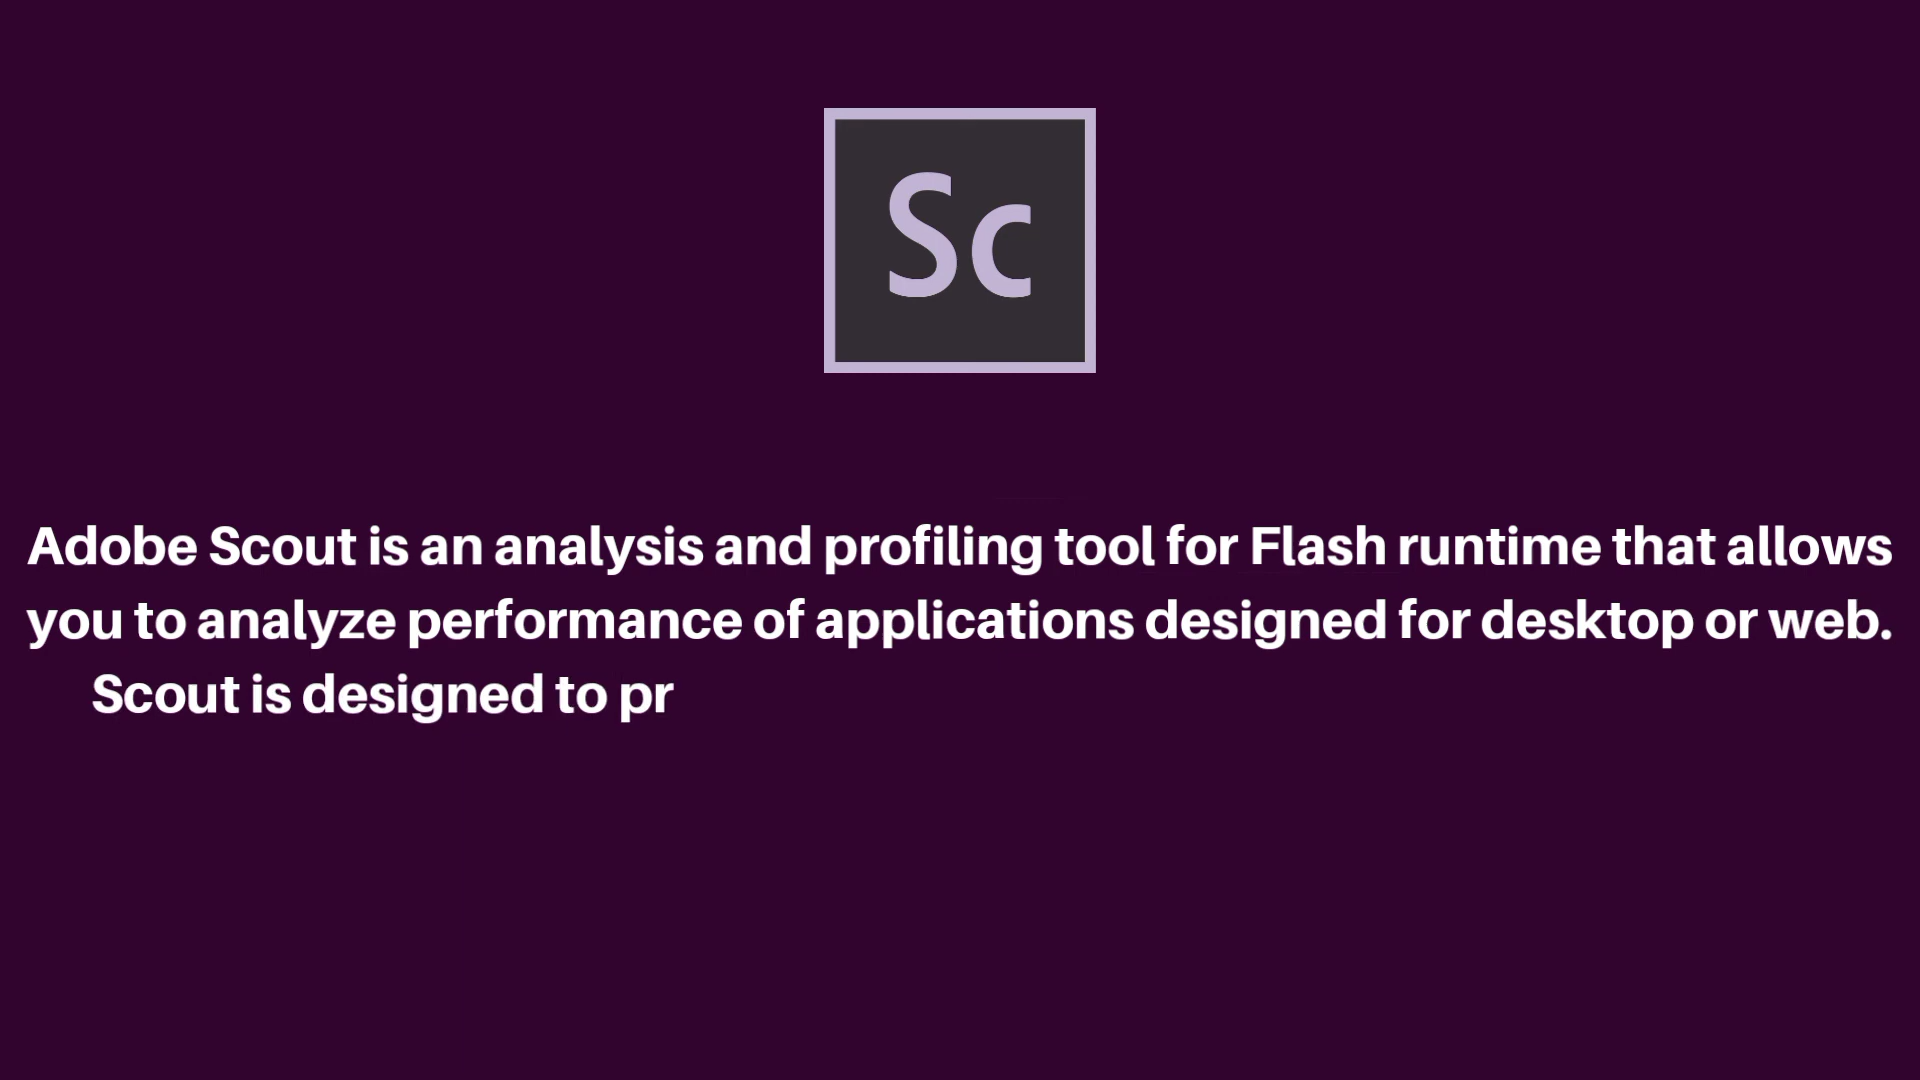 Sc
Adobe Scout is an analysis and profiling tool for Flash runtime that allows
you to analyze performance of applications designed for desktop or web.
Scout is designed to pr